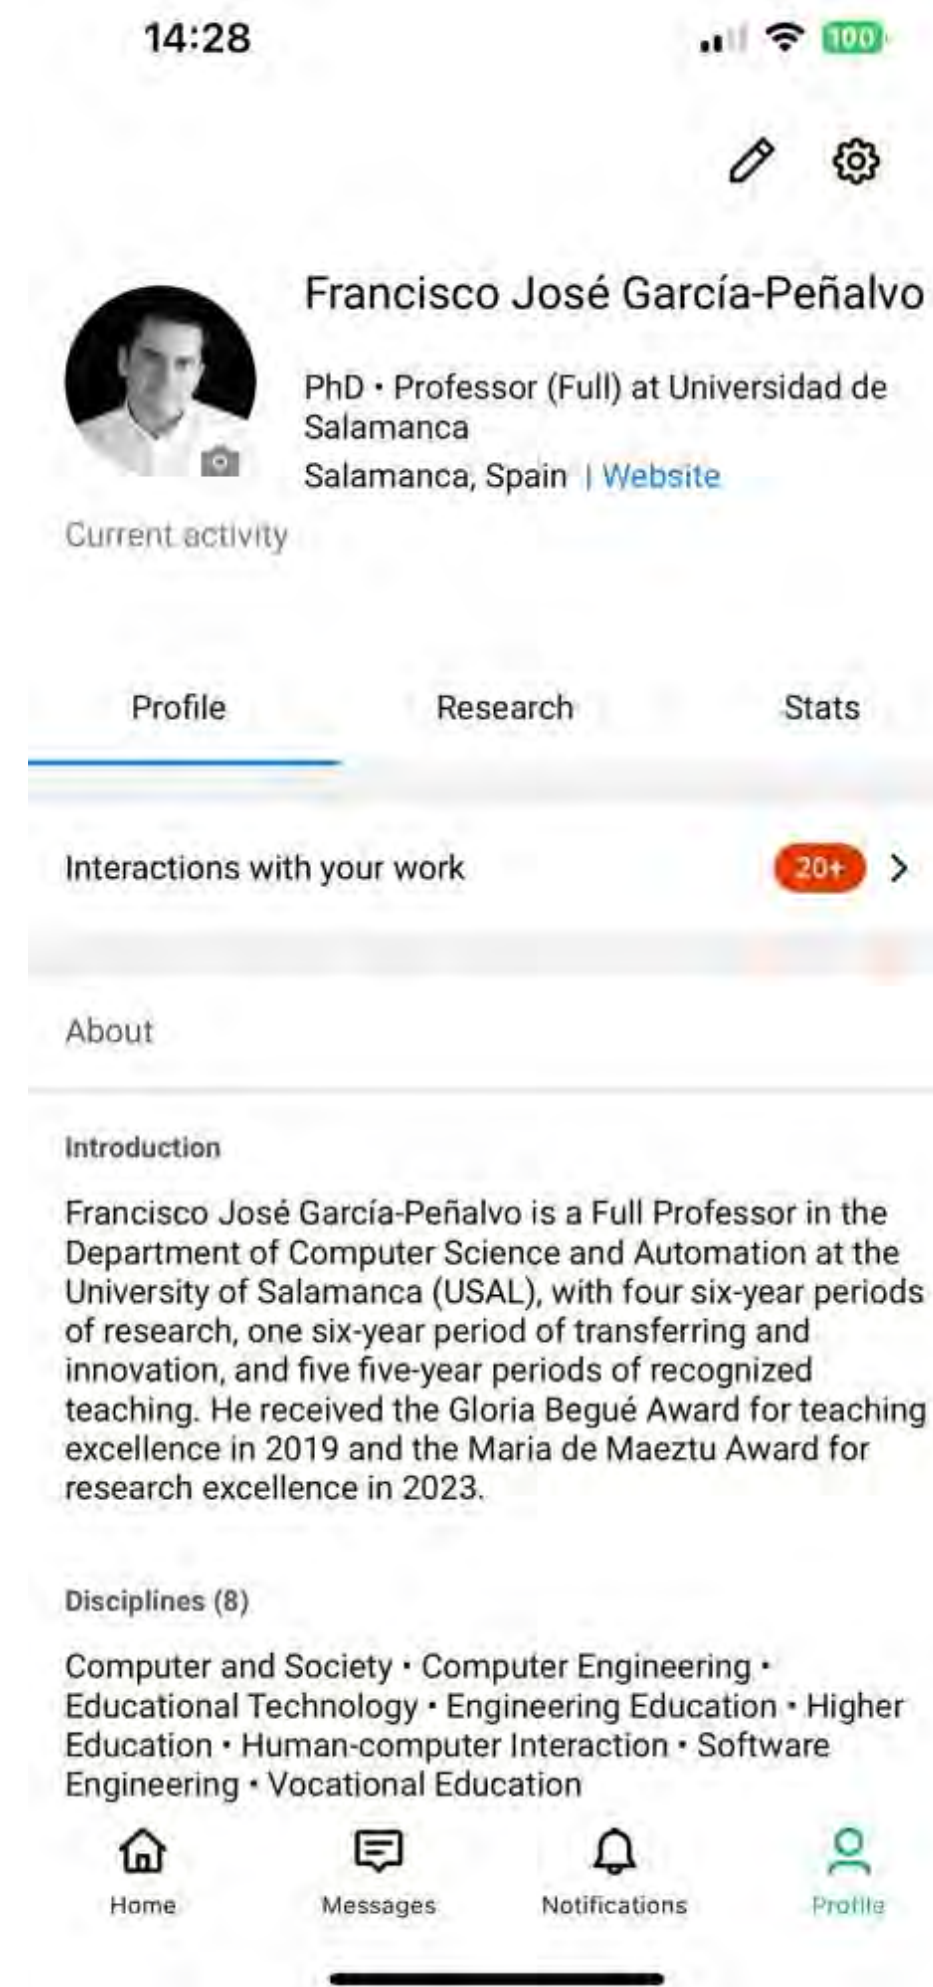 14:28
100
Francisco José García-Peñalvo
PhD • Professor (Full) at Universidad de
Salamanca
Salamanca, Spain | Website
Current activity
Profile Research Stats
Interactions with your work 20+
About
Introduction
Francisco José García-Peñalvo is a Full Professor in the
Department of Computer Science and Automation at the
University of Salamanca (USAL), with four six-year periods
of research, one six-year period of transferring and
innovation, and five five-year periods of recognized
teaching. He received the Gloria Begué Award for teaching
excellence in 2019 and the Maria de Maeztu Award for
research excellence in 2023.
Disciplines (8)
Computer and Society • Computer Engineering •
Educational Technology • Engineering Education • Higher
Education • Human-computer Interaction • Software
Engineering • Vocational Education
Home Messages Notifications Profile